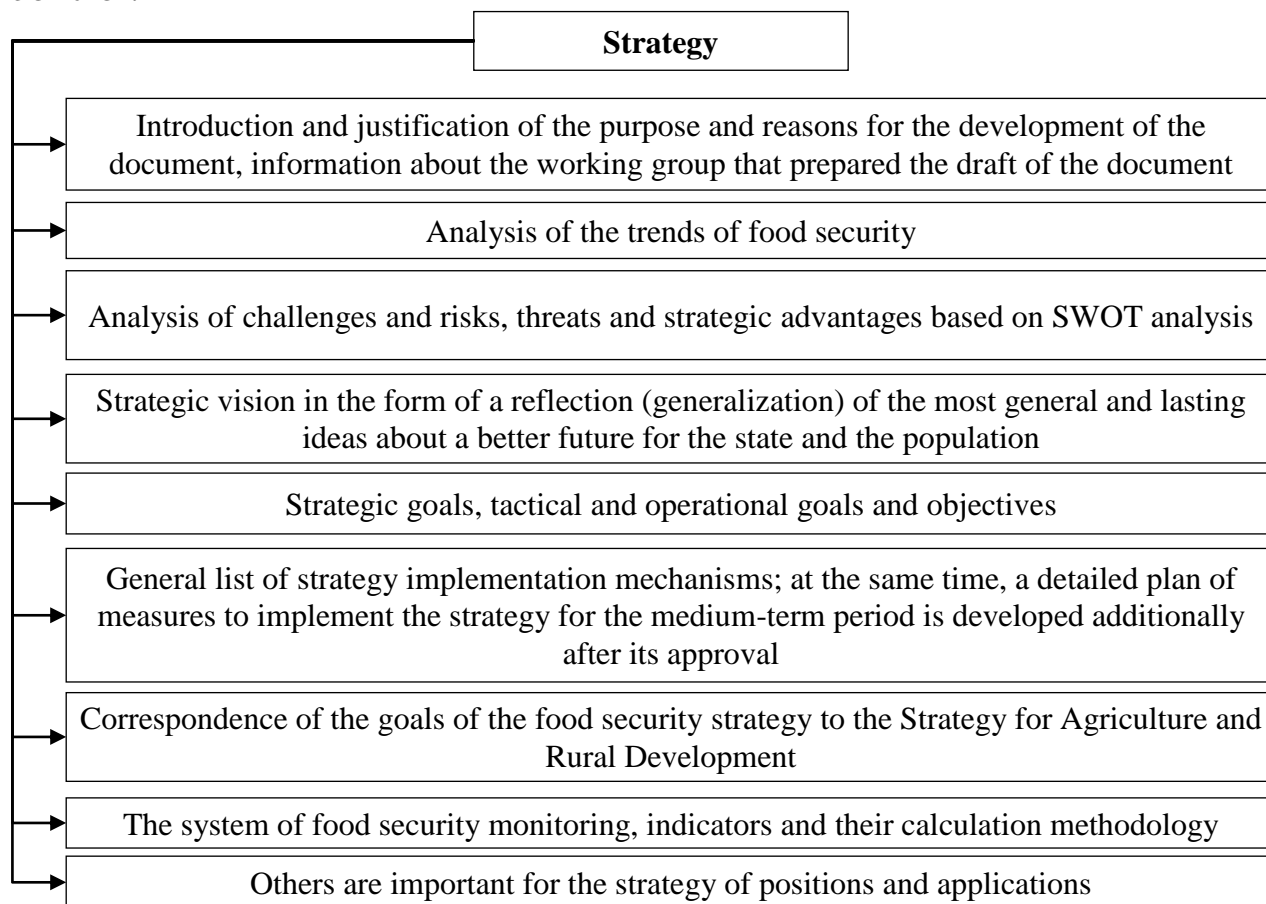 Strategy
Introduction and justification of the purpose and reasons for the development of the
document, information about the working group that prepared the draft of the document
Analysis of the trends of food security
Analysis of challenges and risks, threats and strategic advantages based on SWOT analysis
Strategic vision in the form of a reflection (generalization) of the most general and lasting
ideas about a better future for the state and the population
Strategic goals, tactical and operational goals and objectives
General list of strategy implementation mechanisms; at the same time, a detailed plan of
measures to implement the strategy for the medium-term period is developed additionally
after its approval
Correspondence of the goals of the food security strategy to the Strategy for Agriculture and
Rural Development
The system of food security monitoring, indicators and their calculation methodology
Others are important for the strategy of positions and applications